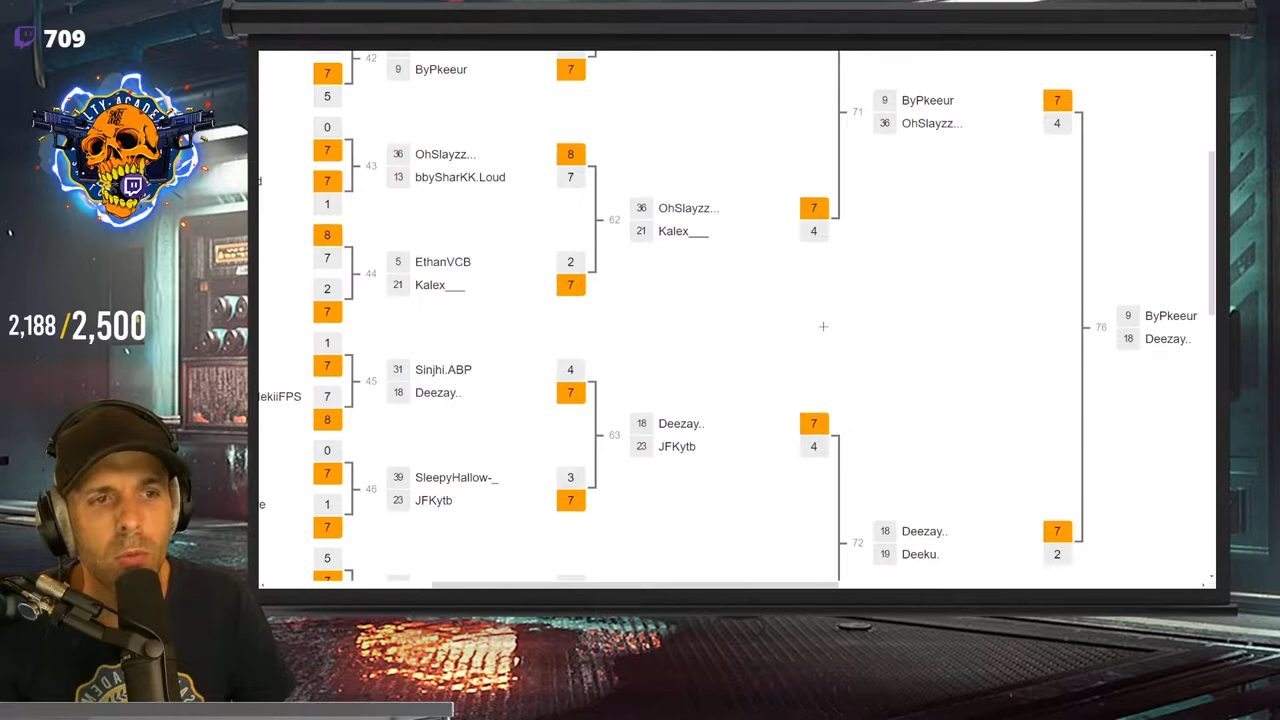 709
2,188 /2,500
LTY ACADE
7
5
0
7
7
1
8
7
2
7
1
7
lekiiFPS 7
8
0
7
e 1
7
5
7
42
9 ByPkeeur 7
43
36 OhSlayzz... 8
13 bbySharKK.Loud 7
44
5 EthanVCB 2
21 Kalex___ 7
45
31 Sinjhi.ABP 4
18 Deezay.. 7
46
39 SleepyHallow-_ 3
23 JFKytb 7
62
36 OhSlayzz... 7
21 Kalex___ 4
63
18 Deezay.. 7
23 JFKytb 4
71
9 ByPkeeur 7
36 OhSlayzz... 4
72
18 Deezay.. 7
19 Deeku. 2
76
9 ByPkeeur
18 Deezay..